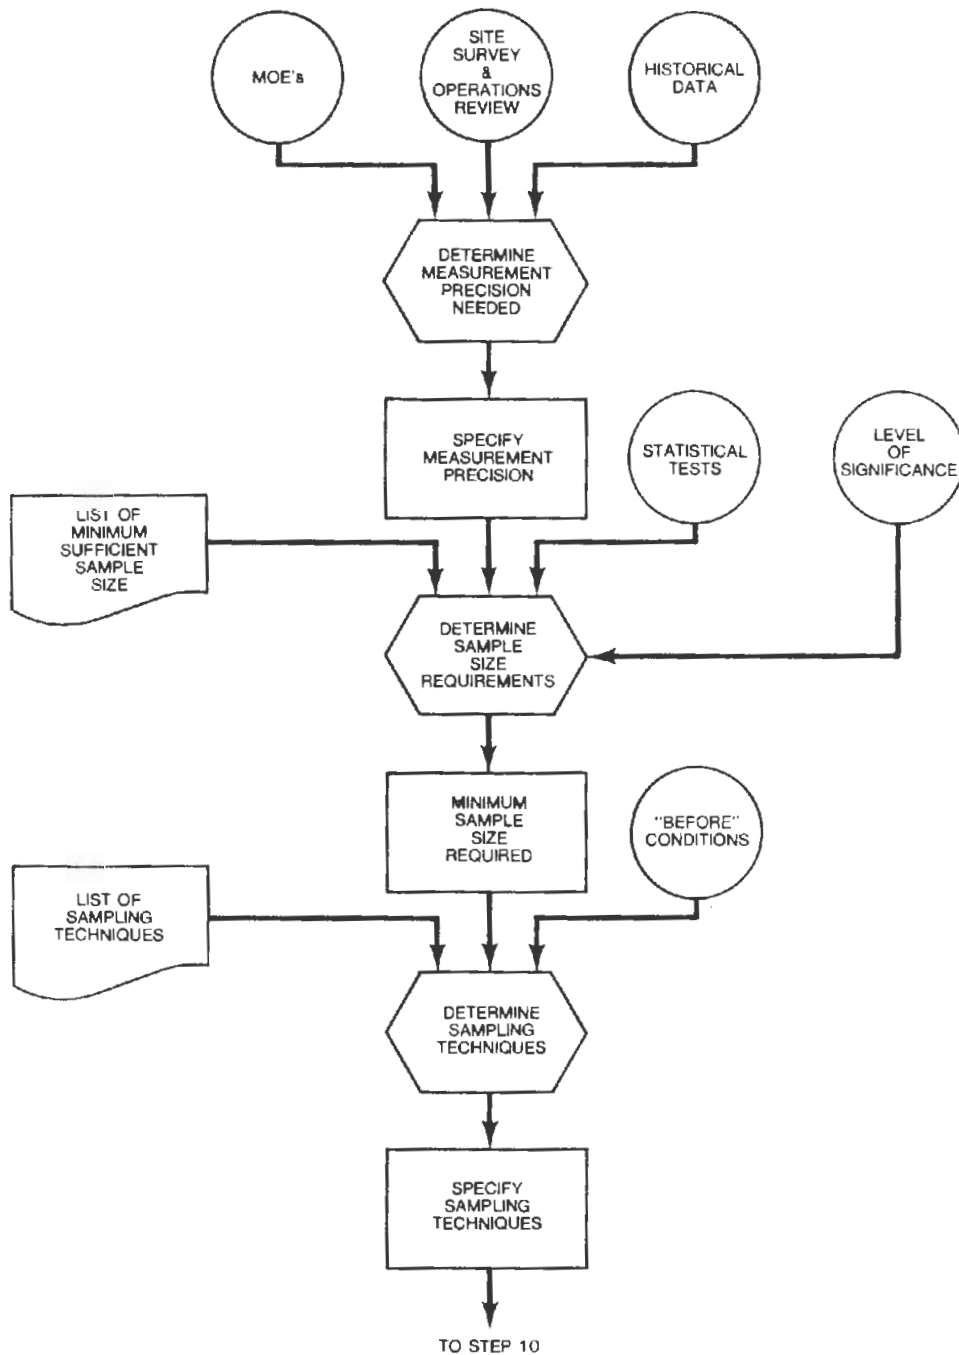 MOE's
SITE
SURVEY
&
OPERATIONS
REVIEW
HISTORICAL
DATA
DETERMINE
MEASUREMENT
PRECISION
NEEDED
SPECIFY
MEASUREMENT
PRECISION
STATISTICAL
TESTS
LEVEL
OF
SIGNIFICANCE
LIST OF
MINIMUM
SUFFICIENT
SAMPLE
SIZE
DETERMINE
SAMPLE
SIZE
REQUIREMENTS
MINIMUM
SAMPLE
SIZE
REQUIRED
"BEFORE"
CONDITIONS
LIST OF
SAMPLING
TECHNIQUES
DETERMINE
SAMPLING
TECHNIQUES
SPECIFY
SAMPLING
TECHNIQUES
TO STEP 10